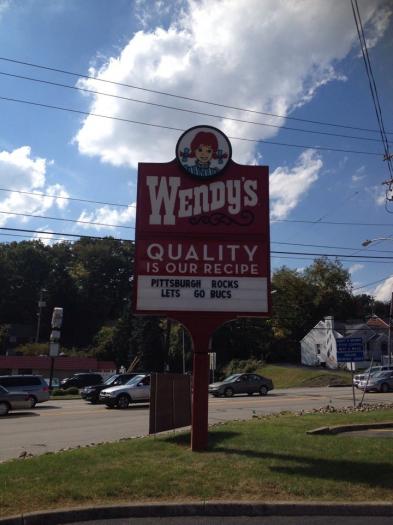 WENDY'S
QUALITY
IS OUR RECIPE
PITTSBURGH ROCKS
LETS GO BUCS